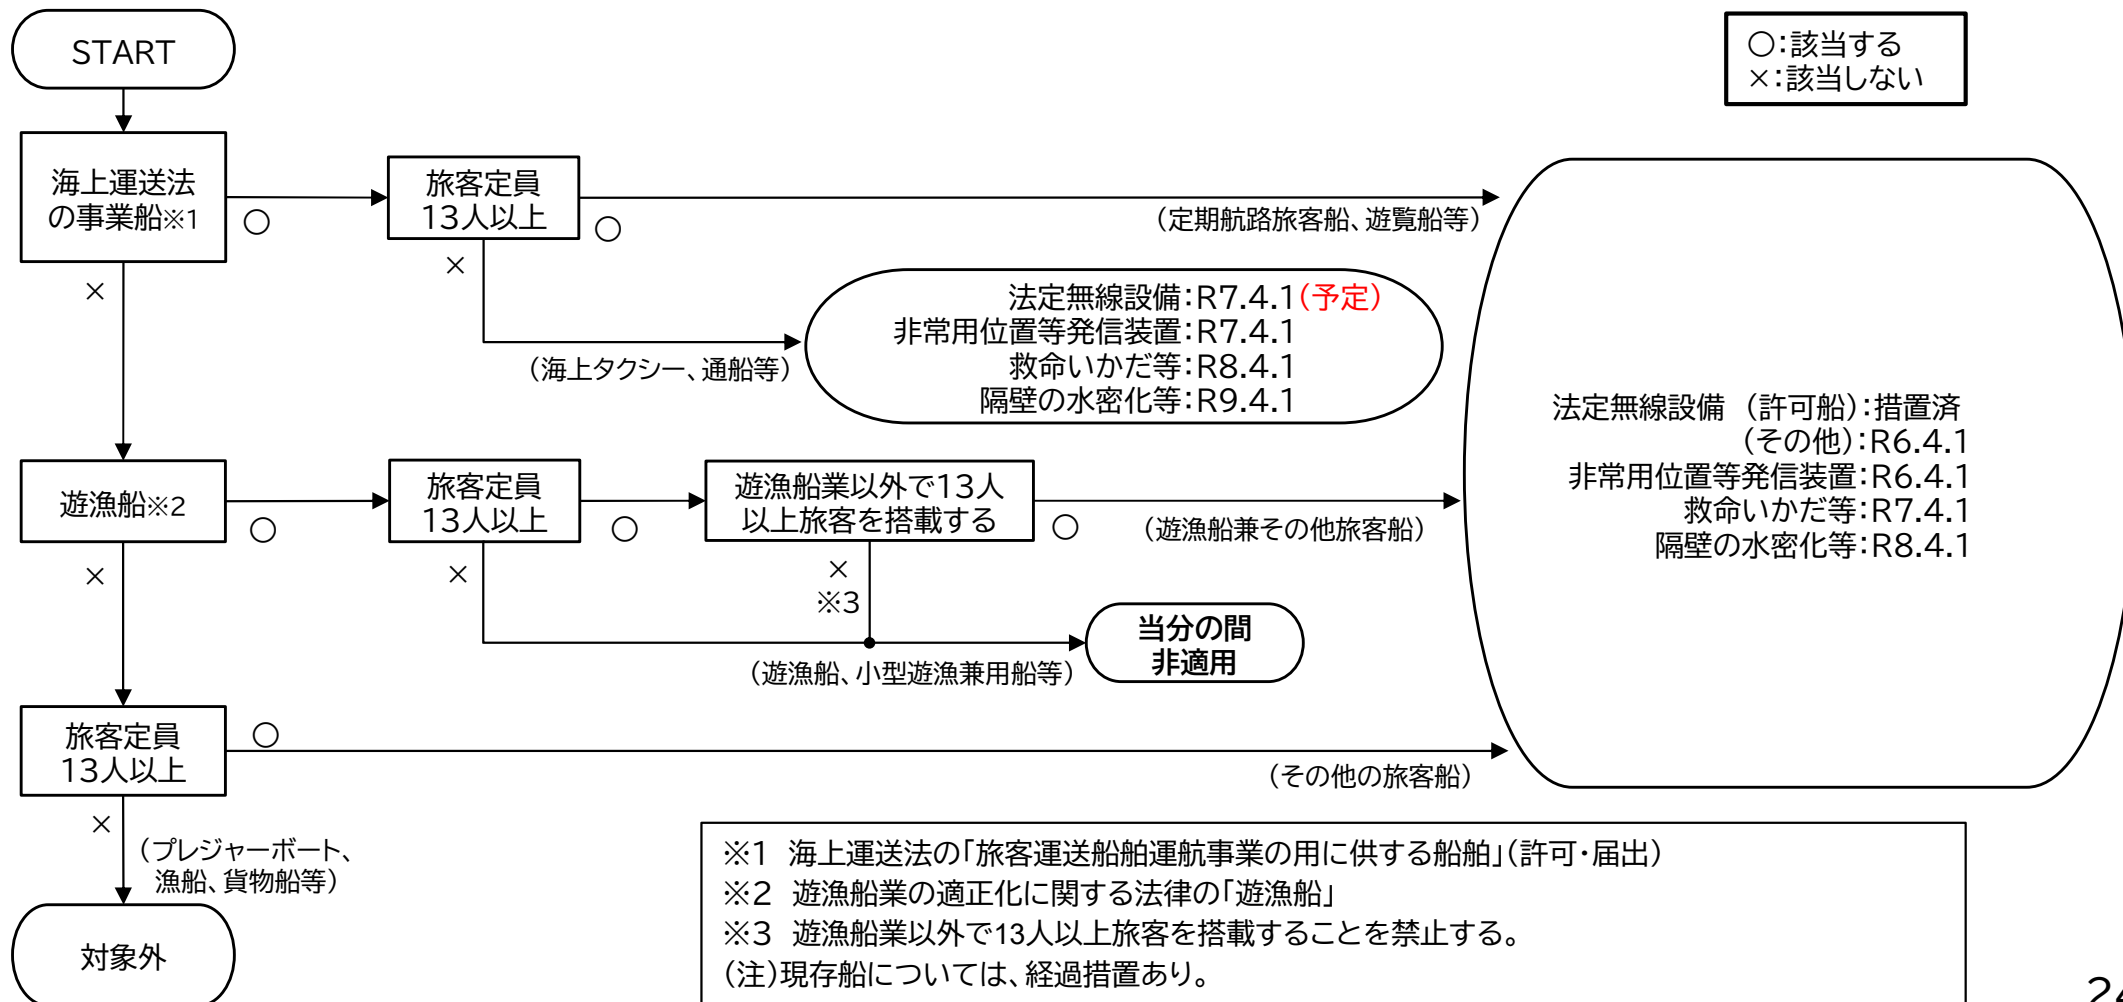 START
○:該当する
×:該当しない
海上運送法
の事業船※1
○
旅客定員
13人以上
○
(定期航路旅客船、遊覧船等)
×
×
(海上タクシー、通船等)
法定無線設備:R7.4.1(予定)
非常用位置等発信装置:R7.4.1
救命いかだ等:R8.4.1
隔壁の水密化等:R9.4.1
法定無線設備 (許可船):措置済
(その他):R6.4.1
非常用位置等発信装置:R6.4.1
救命いかだ等:R7.4.1
隔壁の水密化等:R8.4.1
遊漁船※2
○
旅客定員
13人以上
○
遊漁船業以外で13人
以上旅客を搭載する
○
(遊漁船兼その他旅客船)
×
×
×
※3
(遊漁船、小型遊漁兼用船等)
当分の間
非適用
旅客定員
13人以上
○
(その他の旅客船)
×
(プレジャーボート、
漁船、貨物船等)
対象外
※1 海上運送法の「旅客運送船舶運航事業の用に供する船舶」(許可・届出)
※2 遊漁船業の適正化に関する法律の「遊漁船」
※3 遊漁船業以外で13人以上旅客を搭載することを禁止する。
(注)現存船については、経過措置あり。